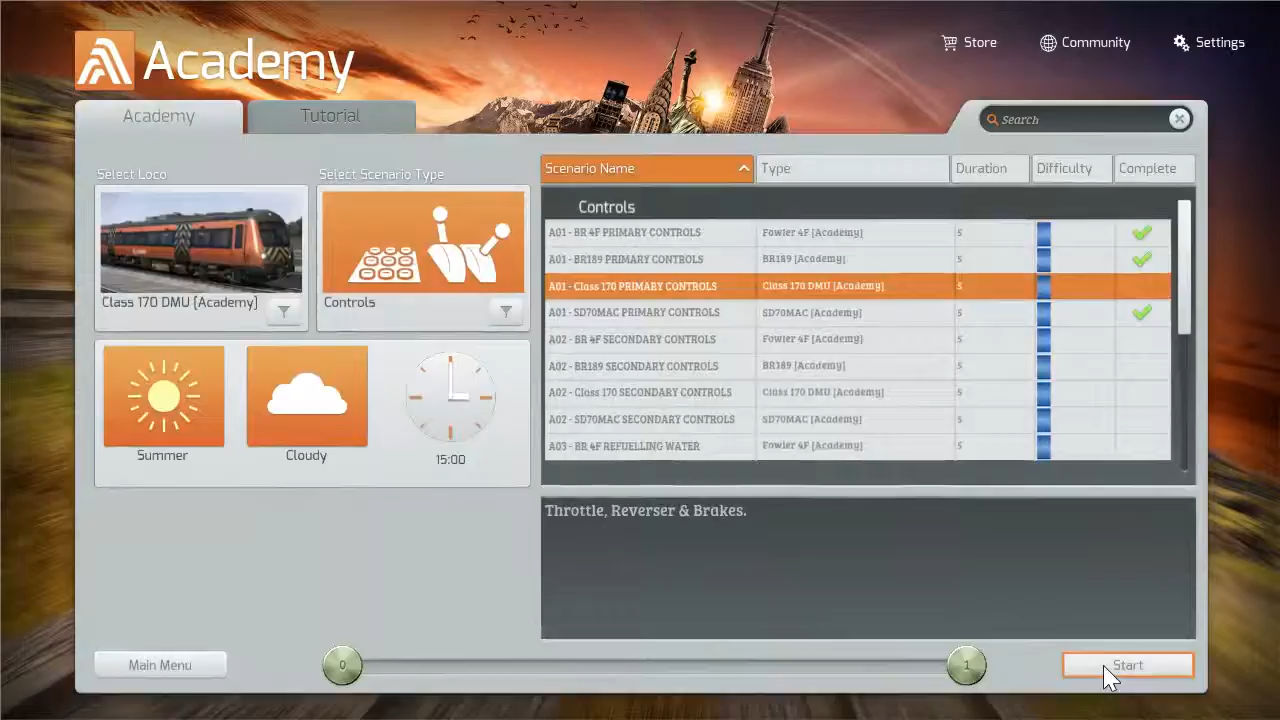 Academy
Store
Community
Settings
Academy
Tutorial
Search
Select Loco
Select Scenario Type
Class 170 DMU [Academy]
Controls
Summer
Cloudy
15:00
Scenario Name
Type
Duration
Difficulty
Complete
Controls
A01 - BR 4F PRIMARY CONTROLS Fowler 4F [Academy] 5
A01 - BR189 PRIMARY CONTROLS BR189 [Academy] 5
A01 - Class 170 PRIMARY CONTROLS Class 170 DMU [Academy] 5
A01 - SD70MAC PRIMARY CONTROLS SD70MAC [Academy] 5
A02 - BR 4F SECONDARY CONTROLS Fowler 4F [Academy] 5
A02 - BR189 SECONDARY CONTROLS BR189 [Academy] 5
A02 - Class 170 SECONDARY CONTROLS Class 170 DMU [Academy] 5
A02 - SD70MAC SECONDARY CONTROLS SD70MAC [Academy] 5
A03 - BR 4F REFUELLING WATER Fowler 4F [Academy] 5
Throttle, Reverser & Brakes.
Main Menu
0
1
Start